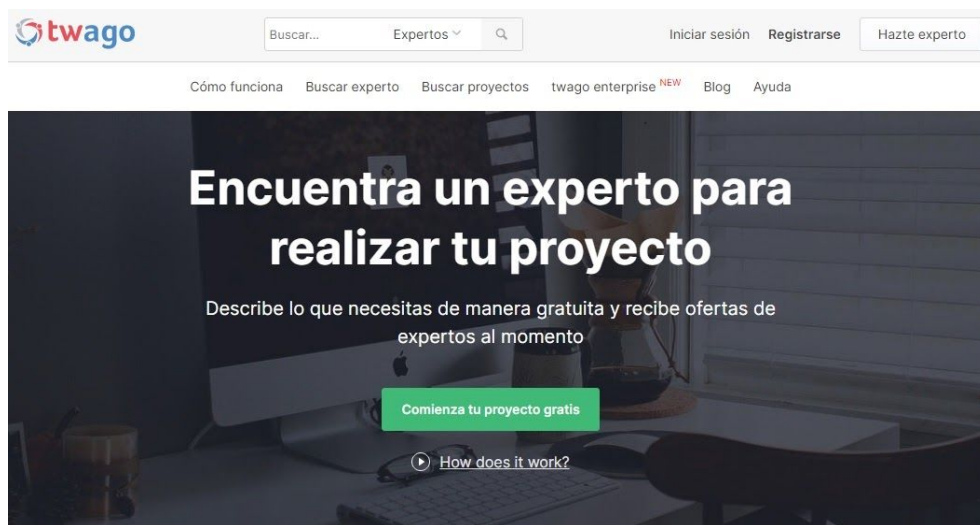 twago
Buscar... Expertos
Iniciar sesión Registrarse Hazte experto
Cómo funciona Buscar experto Buscar proyectos twago enterprise NEW Blog Ayuda
Encuentra un experto para
realizar tu proyecto
Describe lo que necesitas de manera gratuita y recibe ofertas de
expertos al momento
Comienza tu proyecto gratis
How does it work?